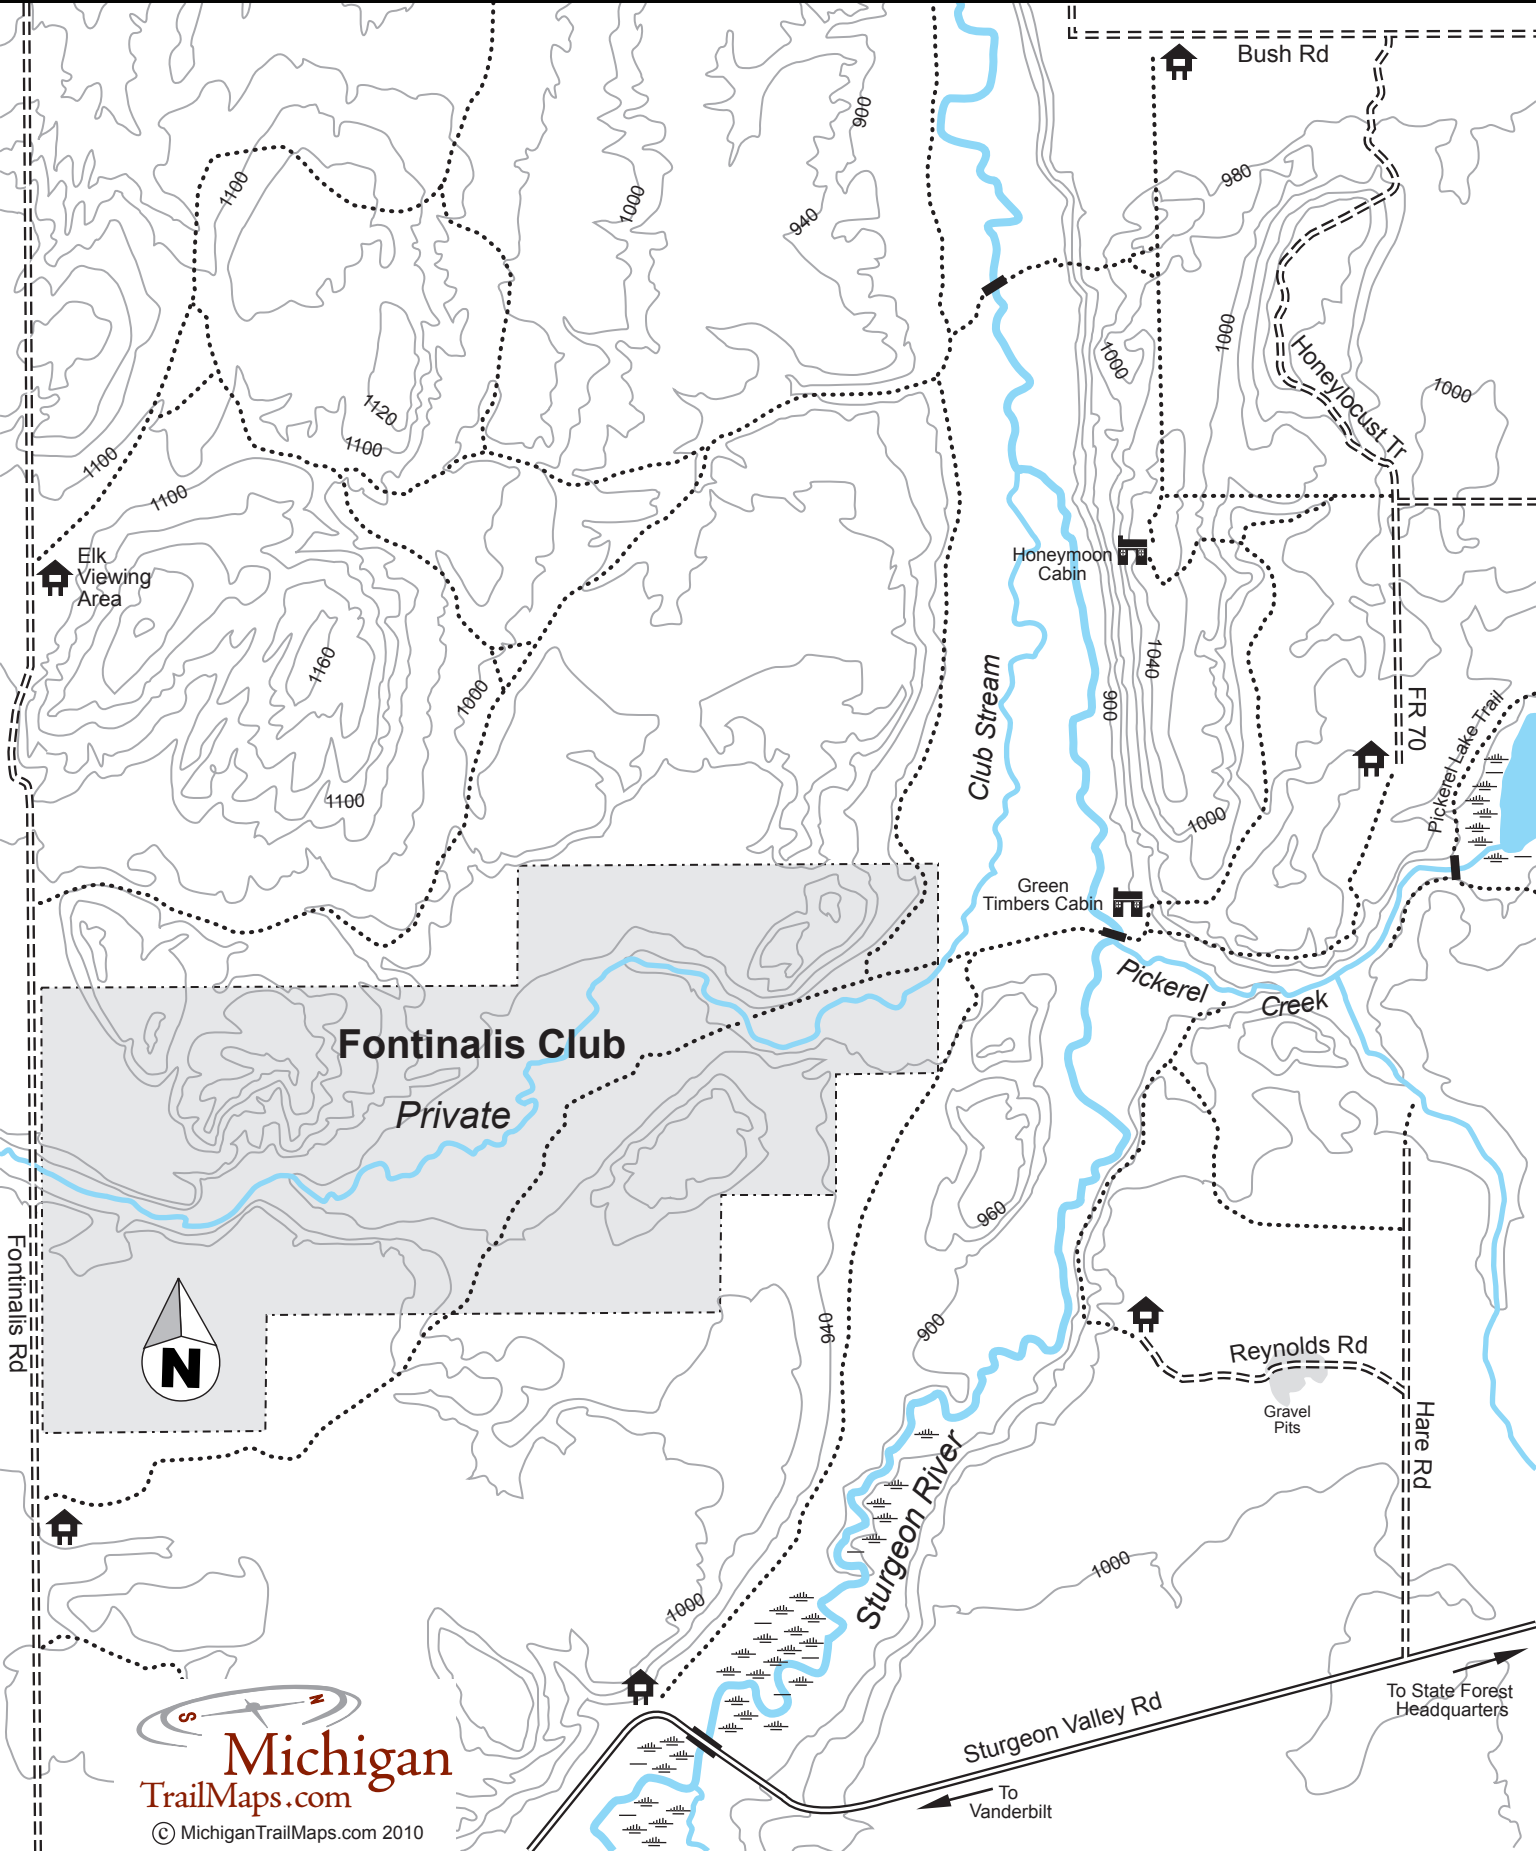 Bush Rd
900
980
1100
1000
940
1000
1000
Honeylocust Tr
1000
1120
1100
1100
1100
Elk
Viewing
Area
Honeymoon
Cabin
1160
1040
1000
900
Club Stream
FR 70
Pickerel Lake Trail
1100
1000
Green
Timbers Cabin
Pickerel
Creek
Fontinalis Club
Private
960
Fontinalis Rd
940
900
N
Reynolds Rd
Gravel
Pits
Hare Rd
Sturgeon River
1000
1000
To State Forest
Headquarters
Sturgeon Valley Rd
To
Vanderbilt
S
N
Michigan
TrailMaps.com
© MichiganTrailMaps.com 2010